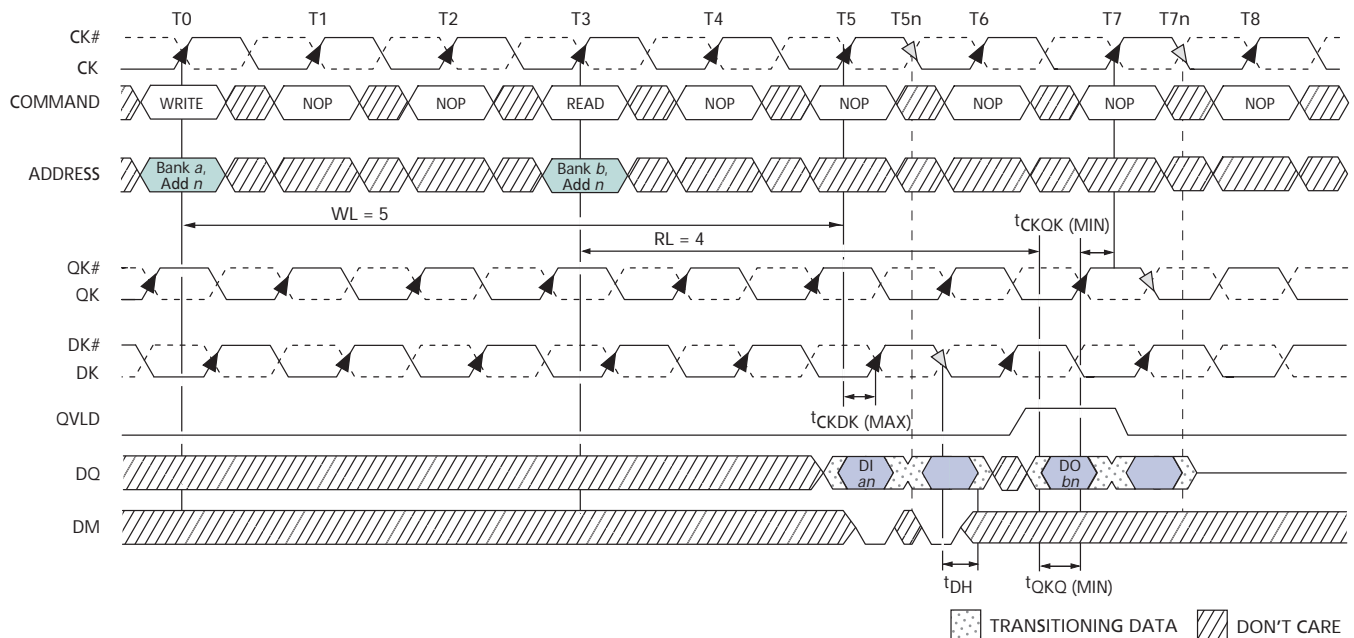 T0 T1 T2 T3 T4 T5 T5n T6 T7 T7n T8
CK#
CK
COMMAND WRITE NOP NOP READ NOP NOP NOP NOP NOP
ADDRESS Bank a, Add n Bank b, Add n
WL = 5
tCKQK (MIN)
RL = 4
QK#
QK
DK#
DK
tCKDK (MAX)
QVLD
DQ DI an DO bn
DM
tDH tQKQ (MIN)
TRANSITIONING DATA DON'T CARE